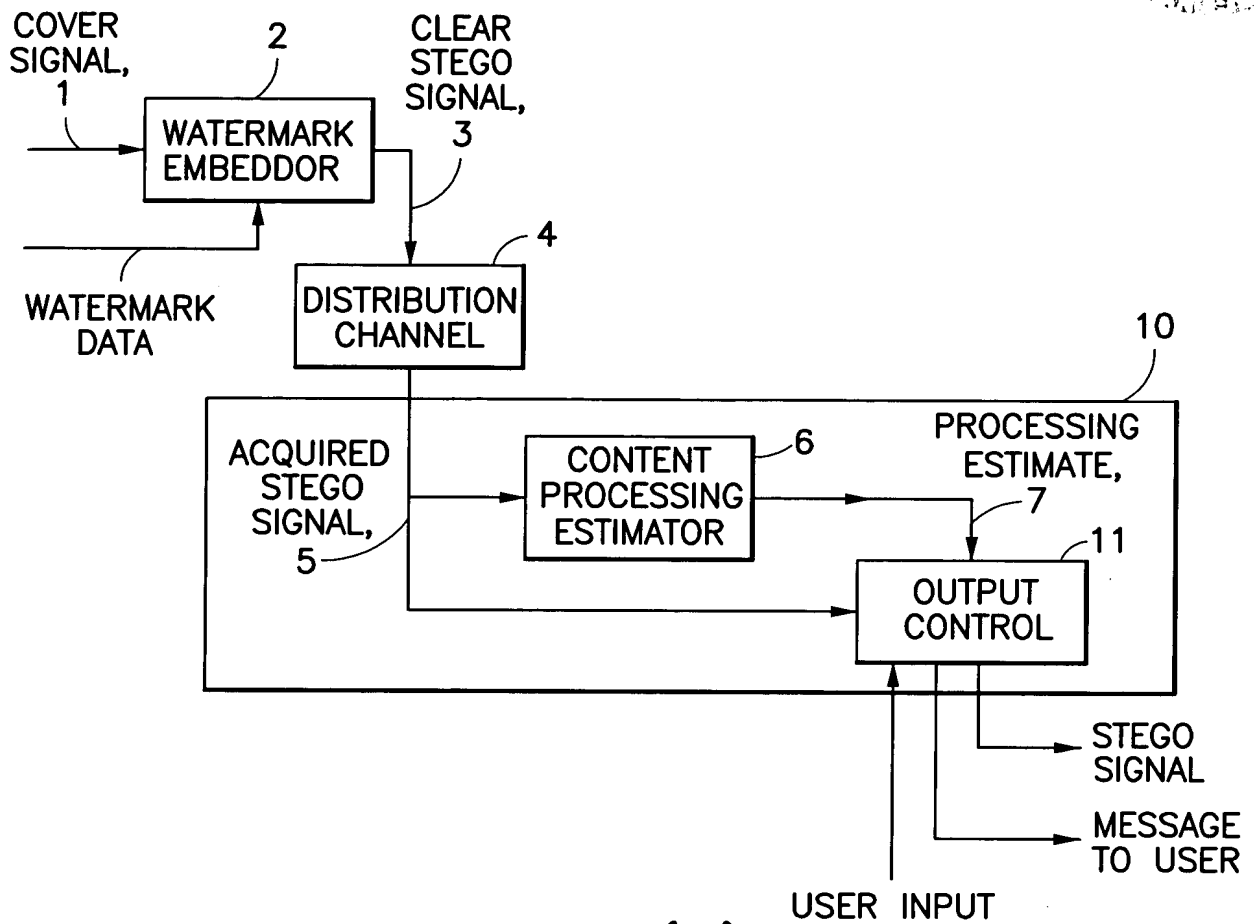 COVER
SIGNAL,
1
2
CLEAR
STEGO
SIGNAL,
3
WATERMARK
EMBEDDOR
WATERMARK
DATA
4
DISTRIBUTION
CHANNEL
10
ACQUIRED
STEGO
SIGNAL,
5
CONTENT
PROCESSING
ESTIMATOR
6
PROCESSING
ESTIMATE,
7
11
OUTPUT
CONTROL
STEGO
SIGNAL
MESSAGE
TO USER
USER INPUT